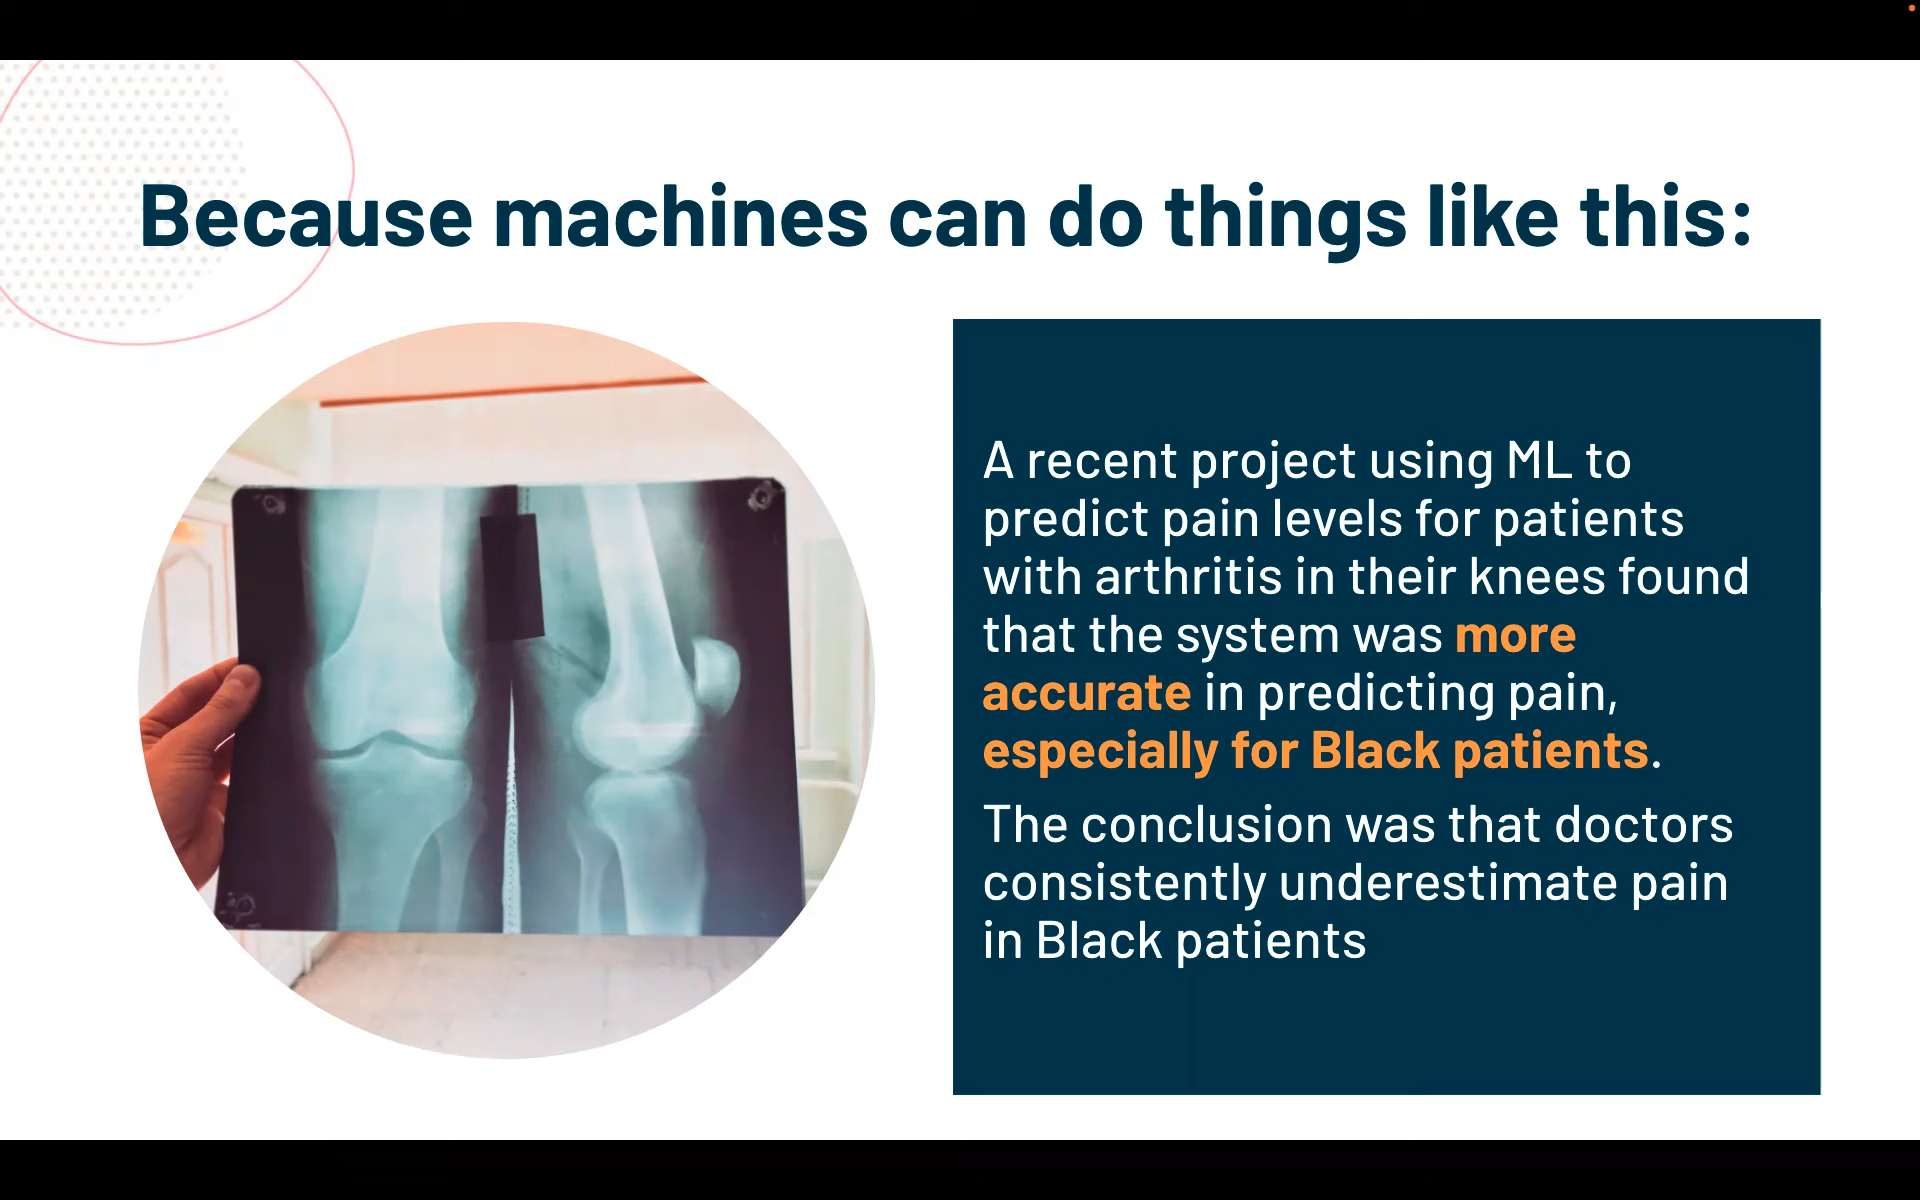 Because machines can do things like this:
A recent project using ML to
predict pain levels for patients
with arthritis in their knees found
that the system was more
accurate in predicting pain,
especially for Black patients.
The conclusion was that doctors
consistently underestimate pain
in Black patients